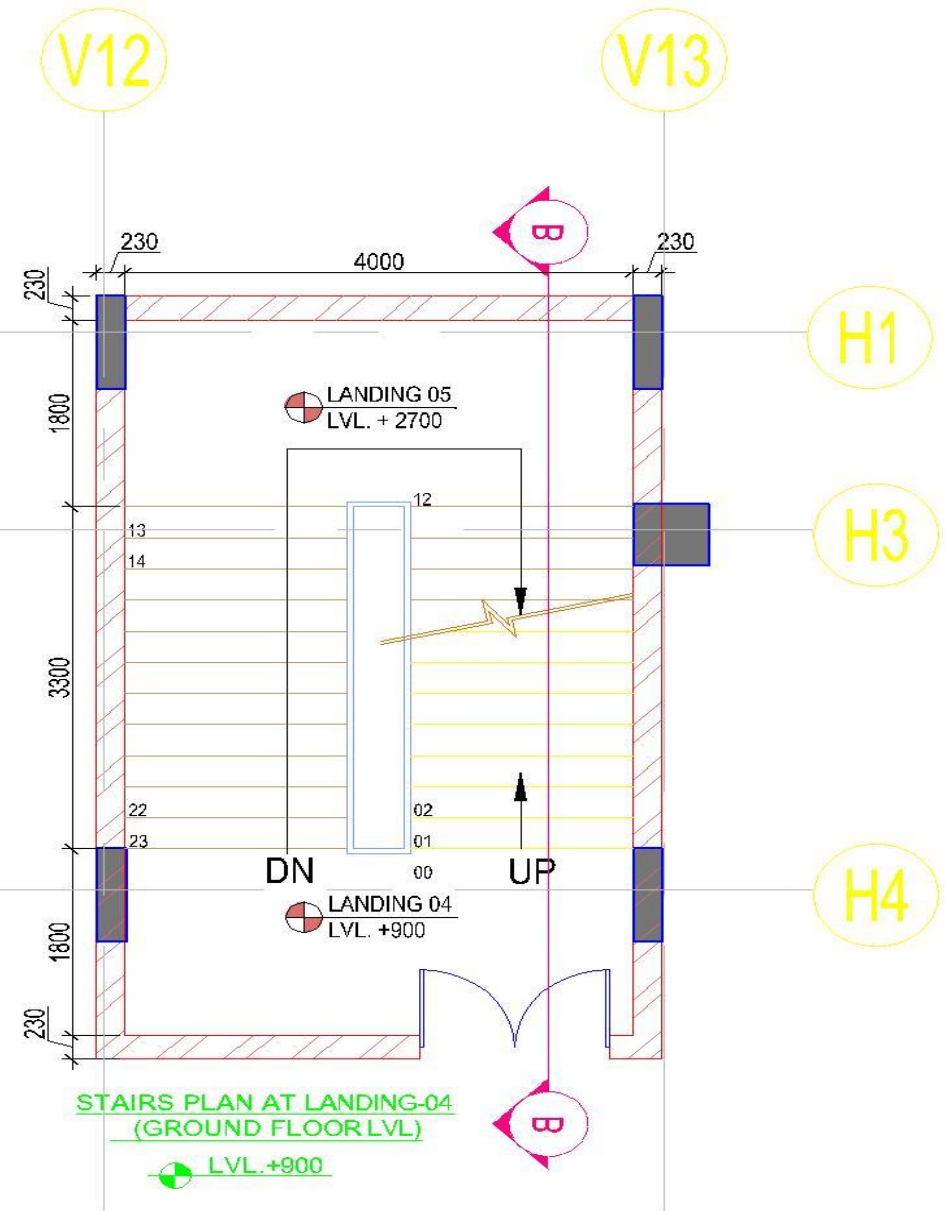 V12
V13
B
230
4000
230
230
H1
LANDING 05
LVL. + 2700
1800
12
13
H3
14
3300
22
02
23
01
00
DN
UP
LANDING 04
LVL. +900
H4
1800
230
B
STAIRS PLAN AT LANDING-04
(GROUND FLOOR LVL)
LVL.+900